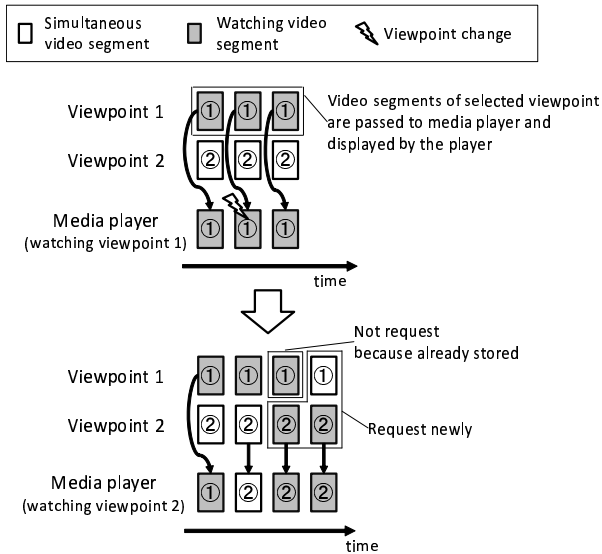 Simultaneous
video segment
Watching video
segment
Viewpoint change
Viewpoint 1
① ① ①
Video segments of selected viewpoint
are passed to media player and
displayed by the player
Viewpoint 2
② ② ②
Media player
(watching viewpoint 1)
① ① ①
time
Not request
because already stored
Viewpoint 1
① ① ① ①
Viewpoint 2
② ② ② ②
Request newly
Media player
(watching viewpoint 2)
① ② ② ②
time